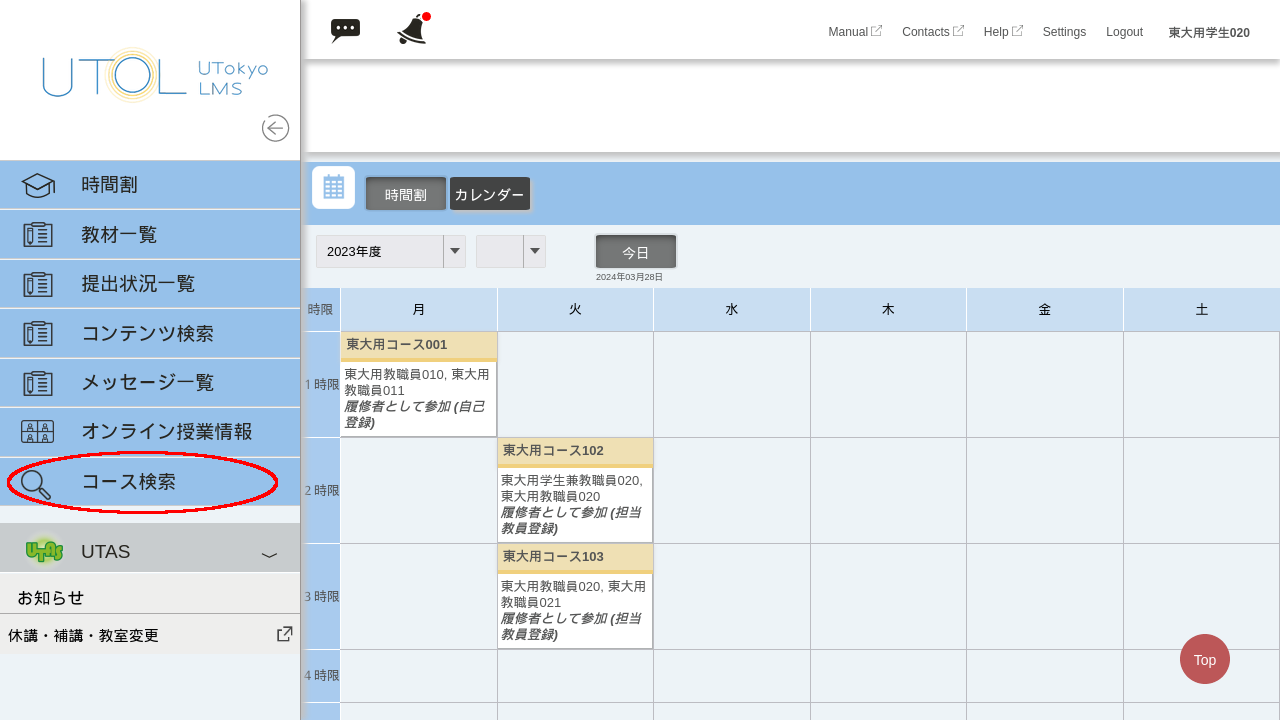 UTOL UTokyo
LMS
Manual Contacts Help Settings Logout 東大用学生020
時間割
教材一覧
提出状況一覧
コンテンツ検索
メッセージ一覧
オンライン授業情報
コース検索
UTAS UTAS
お知らせ
休講・補講・教室変更
時間割 カレンダー
2023年度 今日
2024年03月28日
時限 月 火 水 木 金 土
1 時限
東大用コース001
東大用教職員010, 東大用
教職員011
履修者として参加 (自己
登録)
2 時限
東大用コース102
東大用学生兼教職員020,
東大用教職員020
履修者として参加 (担当
教員登録)
3 時限
東大用コース103
東大用教職員020, 東大用
教職員021
履修者として参加 (担当
教員登録)
4 時限
Top